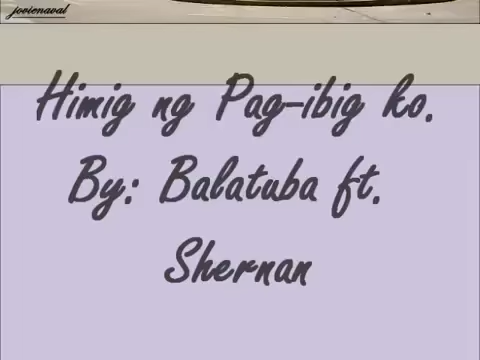 jovienaval
Himig ng Pag-ibig ko.
By: Balatuba ft.
Shernan